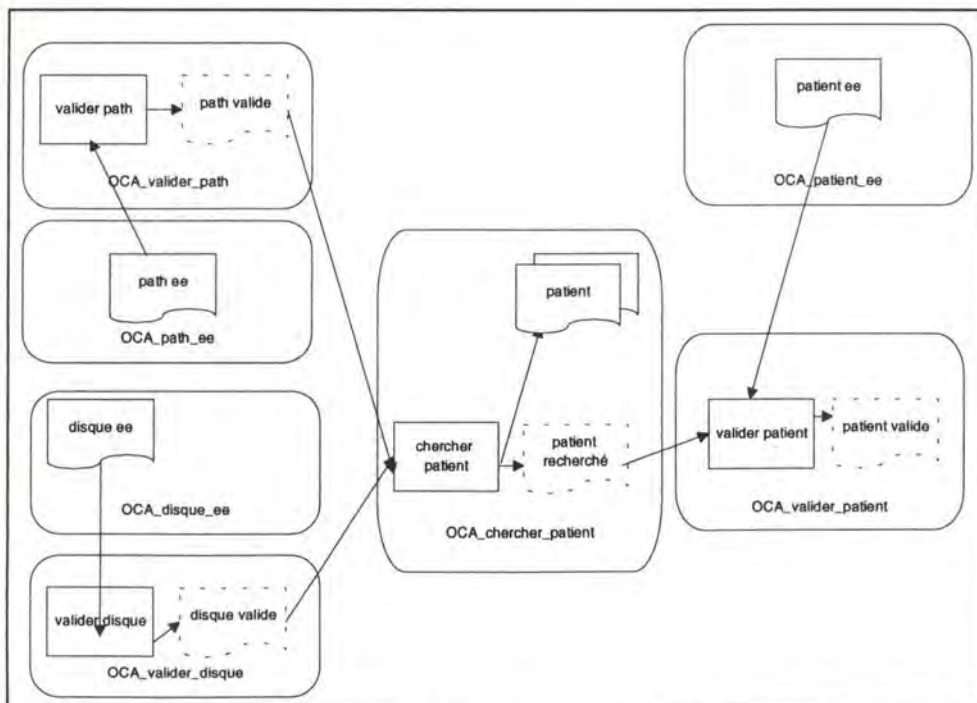 valider path
path valide
OCA_valider_path
path ee
OCA_path_ee
disque ee
OCA_disque_ee
valider disque
disque valide
OCA_valider_disque
patient
chercher
patient
patient
recherché
OCA_chercher_patient
patient ee
OCA_patient_ee
valider patient
patient valide
OCA_valider_patient